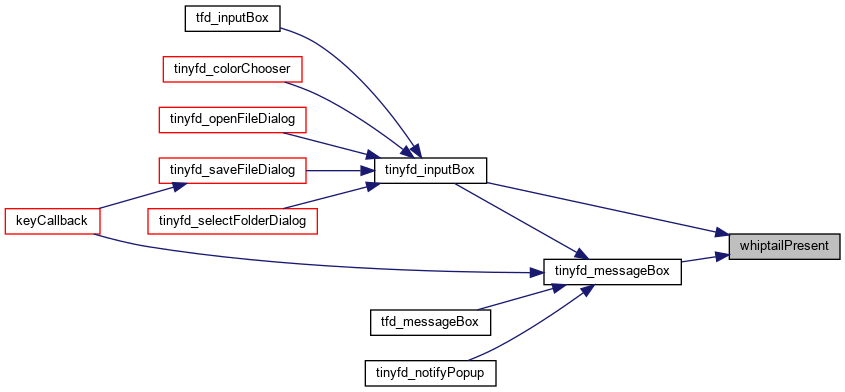 tfd_inputBox
tinyfd_colorChooser
tinyfd_openFileDialog
tinyfd_saveFileDialog
tinyfd_inputBox
keyCallback
tinyfd_selectFolderDialog
whiptailPresent
tinyfd_messageBox
tfd_messageBox
tinyfd_notifyPopup